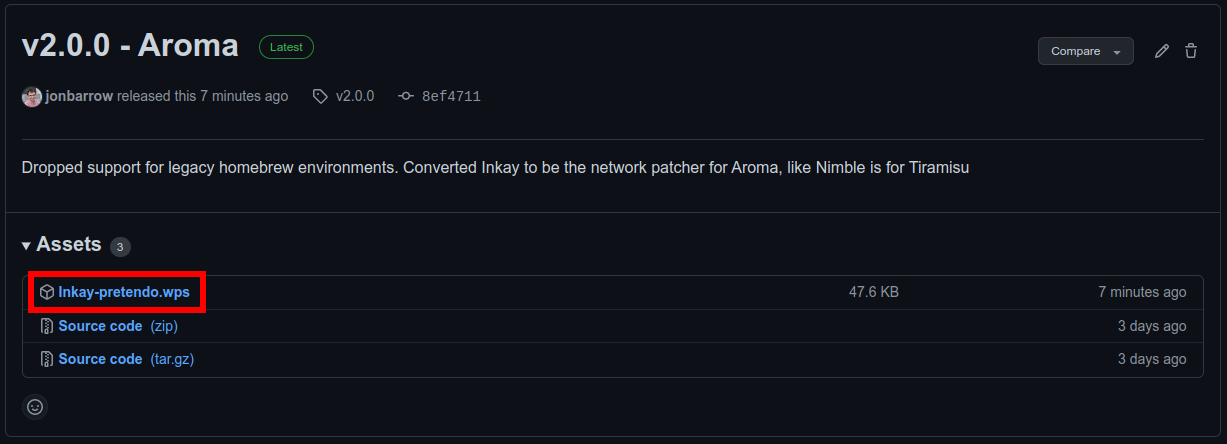 v2.0.0 - Aroma Latest Compare
jonbarrow released this 7 minutes ago v2.0.0 8ef4711
Dropped support for legacy homebrew environments. Converted Inkay to be the network patcher for Aroma, like Nimble is for Tiramisu
Assets 3
Inkay-pretendo.wps 47.6 KB 7 minutes ago
Source code (zip) 3 days ago
Source code (tar.gz) 3 days ago